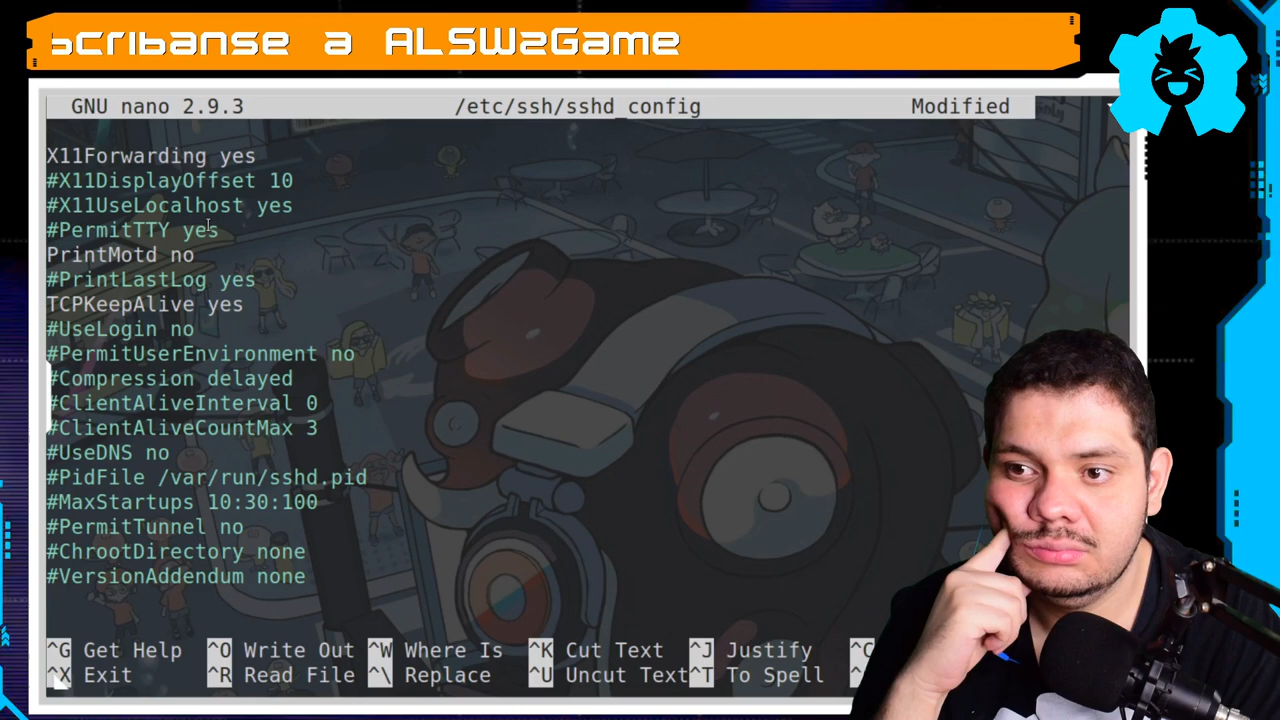 scribanse a ALSW2Game
GNU nano 2.9.3 /etc/ssh/sshd_config Modified
X11Forwarding yes
#X11DisplayOffset 10
#X11UseLocalhost yes
#PermitTTY yes
PrintMotd no
#PrintLastLog yes
TCPKeepAlive yes
#UseLogin no
#PermitUserEnvironment no
#Compression delayed
#ClientAliveInterval 0
#ClientAliveCountMax 3
#UseDNS no
#PidFile /var/run/sshd.pid
#MaxStartups 10:30:100
#PermitTunnel no
#ChrootDirectory none
#VersionAddendum none
^G Get Help ^O Write Out ^W Where Is ^K Cut Text ^J Justify ^C
^X Exit ^R Read File ^\ Replace ^U Uncut Text ^T To Spell ^